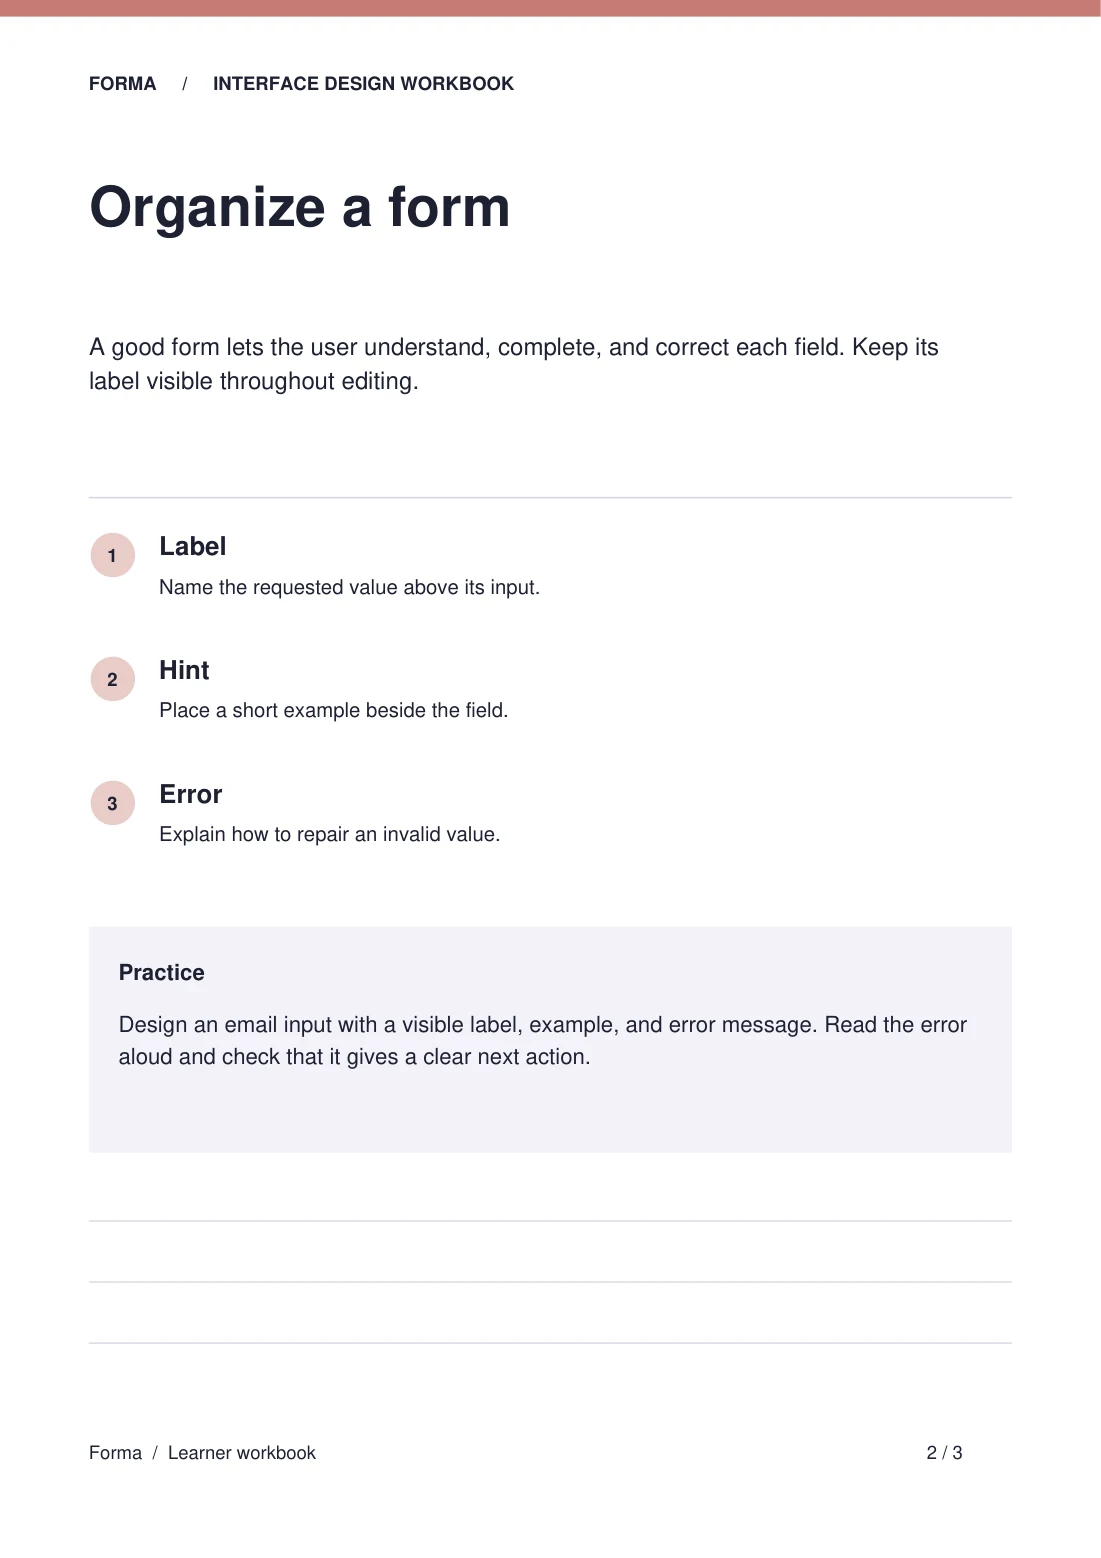 FORMA / INTERFACE DESIGN WORKBOOK
Organize a form
A good form lets the user understand, complete, and correct each field. Keep its
label visible throughout editing.
1 Label
Name the requested value above its input.
2 Hint
Place a short example beside the field.
3 Error
Explain how to repair an invalid value.
Practice
Design an email input with a visible label, example, and error message. Read the error
aloud and check that it gives a clear next action.
Forma / Learner workbook 2 / 3